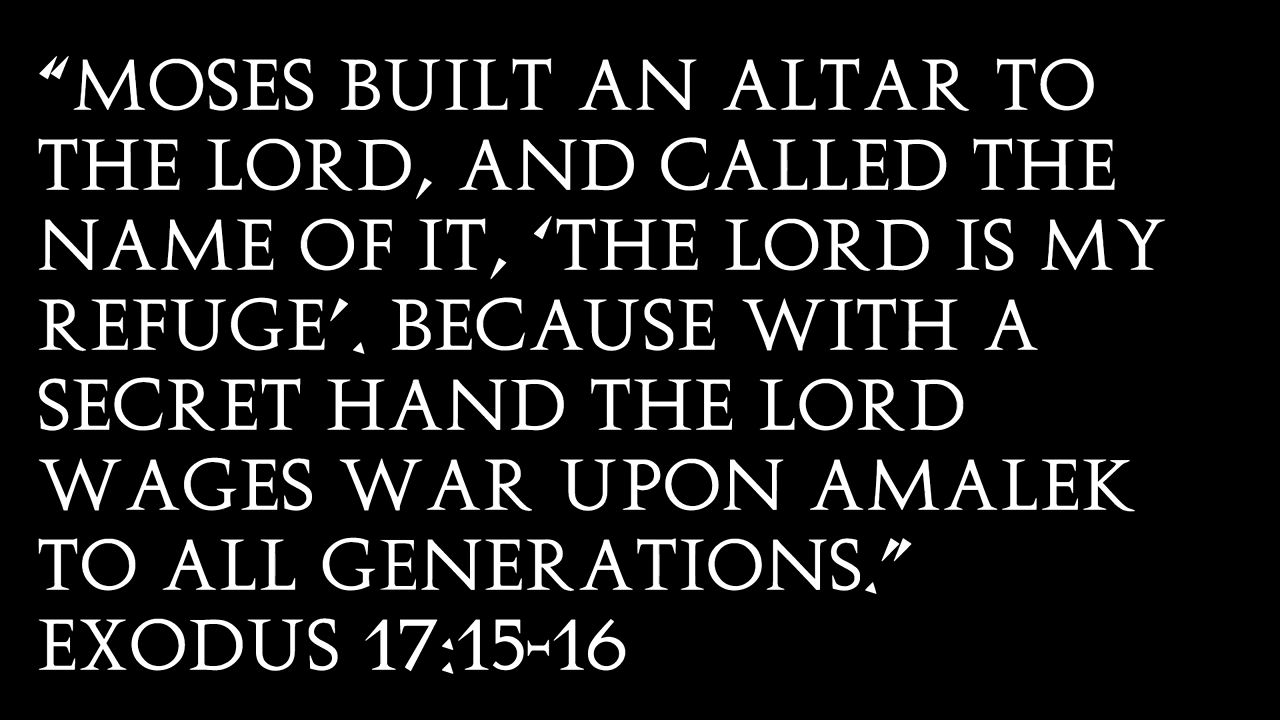 “MOSES BUILT AN ALTAR TO
THE LORD, AND CALLED THE
NAME OF IT, ‘THE LORD IS MY
REFUGE’. BECAUSE WITH A
SECRET HAND THE LORD
WAGES WAR UPON AMALEK
TO ALL GENERATIONS.”
EXODUS 17:15-16